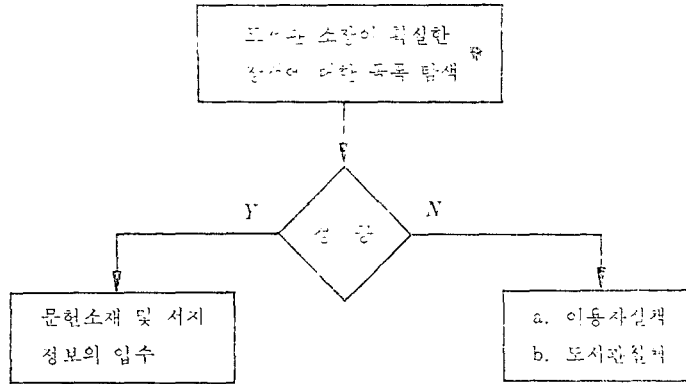 도서관 소장이 확실한
장서에 대한 목록 탐색 *
Y
성 공
N
문헌소재 및 서지
정보의 입수
a. 이용자실책
b. 도서관실책